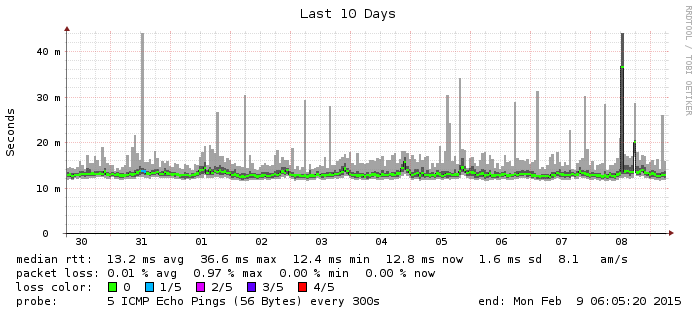 Last 10 Days
RRDTOOL / TOBI OETIKER
Seconds
40 m
30 m
20 m
10 m
0
30 31 01 02 03 04 05 06 07 08
median rtt: 13.2 ms avg 36.6 ms max 12.4 ms min 12.8 ms now 1.6 ms sd 8.1 am/s
packet loss: 0.01 % avg 0.97 % max 0.00 % min 0.00 % now
loss color: 0 1/5 2/5 3/5 4/5
probe: 5 ICMP Echo Pings (56 Bytes) every 300s end: Mon Feb 9 06:05:20 2015